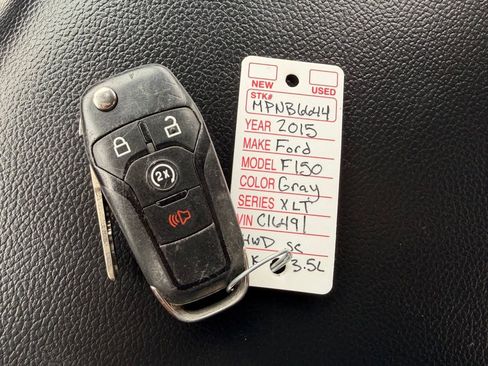 NEW USED
STK# MPNB6644
YEAR 2015
MAKE Ford
MODEL F150
COLOR Gray
SERIES XLT
VIN C16491
4WD SC
K 3.5L
2X